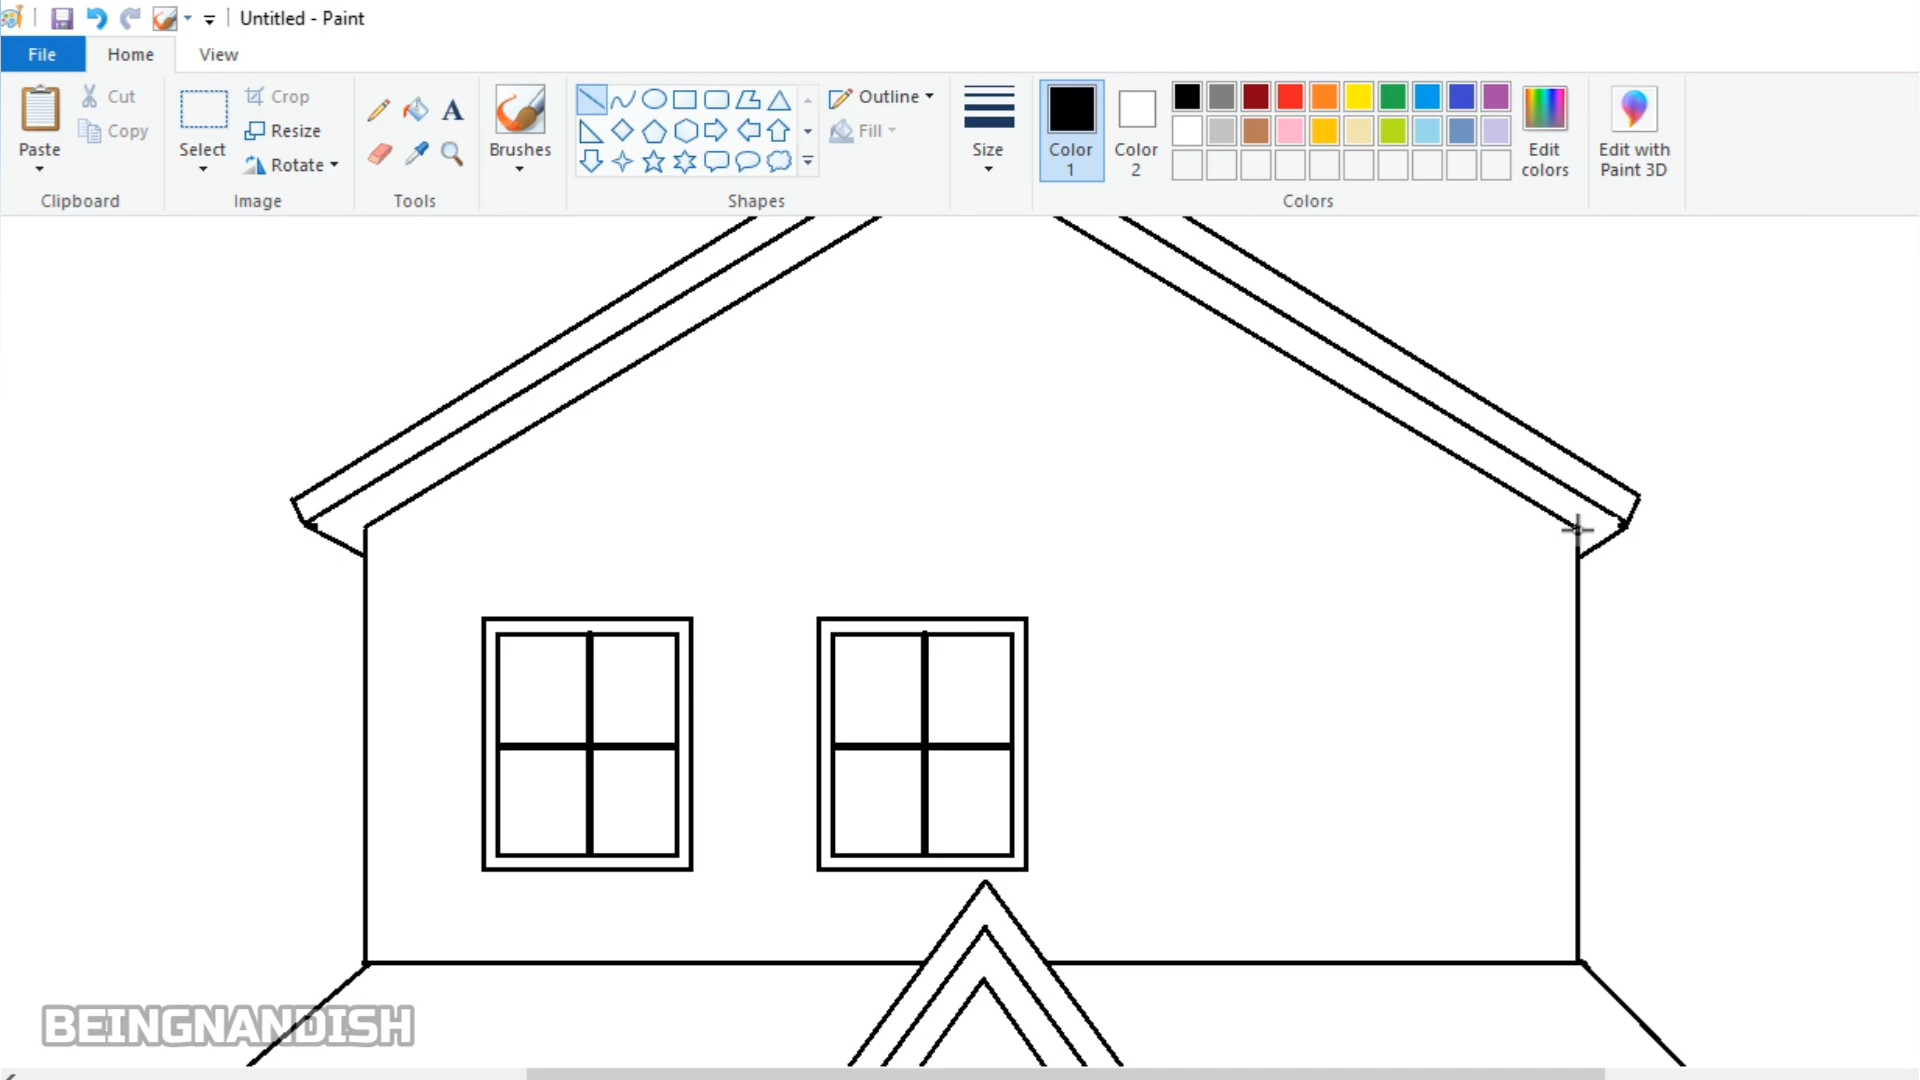 Untitled - Paint
File Home View
Paste
Cut
Copy
Clipboard
Select
Crop
Resize
Rotate
Image
A
Tools
Brushes
Outline
Fill
Shapes
Size
Color
1
Color
2
Colors
Edit
colors
Edit with
Paint 3D
BEINGNANDISH